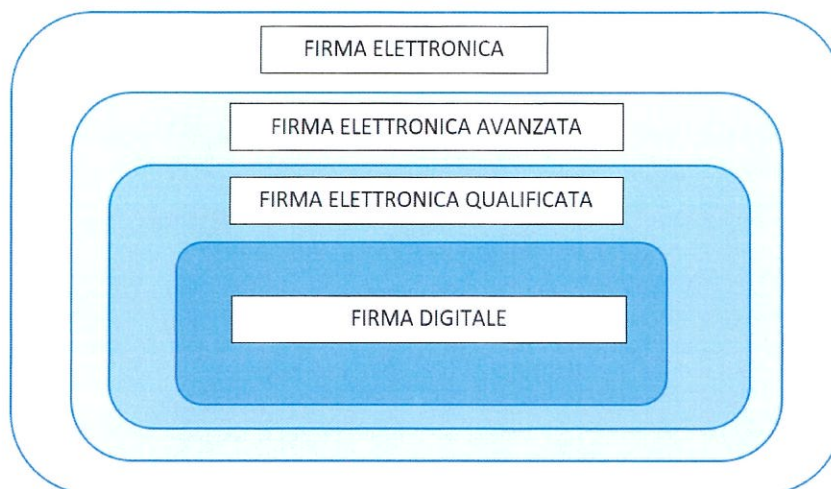 FIRMA ELETTRONICA
FIRMA ELETTRONICA AVANZATA
FIRMA ELETTRONICA QUALIFICATA
FIRMA DIGITALE